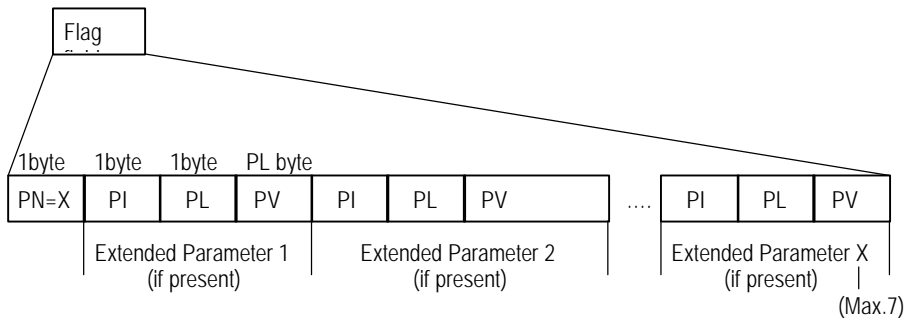 Flag
1byte 1byte 1byte PL byte
PN=X PI PL PV PI PL PV .... PI PL PV
Extended Parameter 1 Extended Parameter 2 Extended Parameter X
(if present) (if present) (if present)
(Max.7)